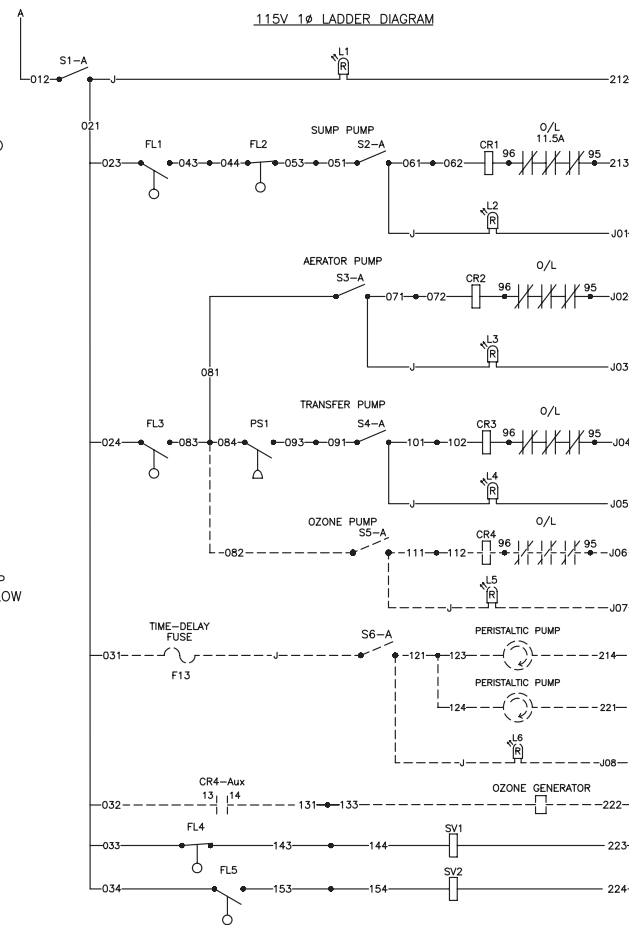 115V 1ø LADDER DIAGRAM
A
S1-A
L1
012 J R 212
021
SUMP PUMP
O/L
11.5A
FL1 FL2 S2-A CR1 96 95
023 043 044 053 051 061 062 213
L2
R
J J01
AERATOR PUMP
S3-A CR2 96 O/L 95
071 072 J02
L3
R
J J03
081
TRANSFER PUMP
O/L
FL3 PS1 S4-A CR3 96 95
024 083 084 093 091 101 102 J04
L4
R
J J05
OZONE PUMP
S5-A CR4 96 O/L 95
082 111 112 J06
P
LOW
L5
R
J J07
TIME-DELAY
FUSE
S6-A PERISTALTIC PUMP
031 J 121 123 214
F13
PERISTALTIC PUMP
124 221
L6
R
J J08
CR4-Aux
13 14 OZONE GENERATOR
032 131 133 222
FL4 SV1
033 143 144 223
FL5 SV2
034 153 154 224